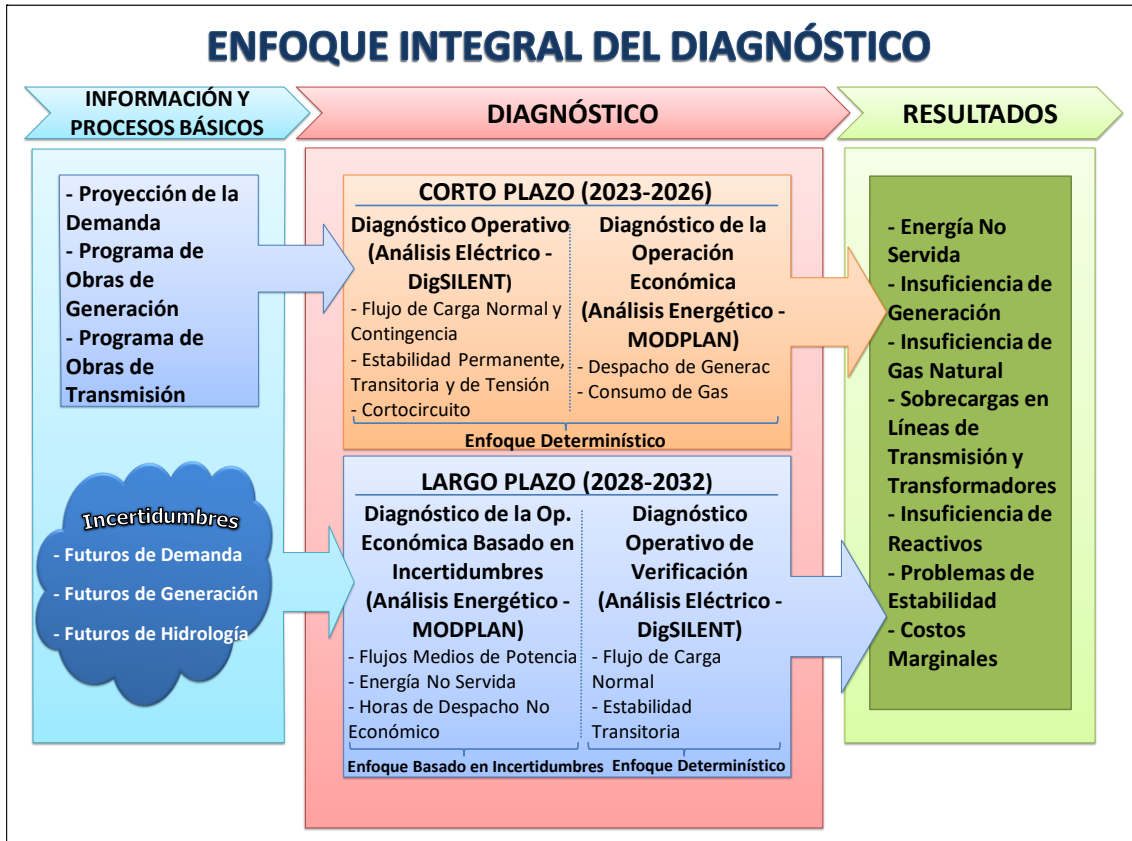 ENFOQUE INTEGRAL DEL DIAGNÓSTICO
INFORMACIÓN Y
PROCESOS BÁSICOS
DIAGNÓSTICO
RESULTADOS
- Proyección de la
Demanda
- Programa de
Obras de
Generación
- Programa de
Obras de
Transmisión
Incertidumbres
- Futuros de Demanda
- Futuros de Generación
- Futuros de Hidrología
CORTO PLAZO (2023-2026)
Diagnóstico Operativo
(Análisis Eléctrico -
DigSILENT)
- Flujo de Carga Normal y
Contingencia
- Estabilidad Permanente,
Transitoria y de Tensión
- Cortocircuito
Diagnóstico de la
Operación
Económica
(Análisis Energético -
MODPLAN)
- Despacho de Generac
- Consumo de Gas
Enfoque Determinístico
LARGO PLAZO (2028-2032)
Diagnóstico de la Op.
Económica Basado en
Incertidumbres
(Análisis Energético -
MODPLAN)
- Flujos Medios de Potencia
- Energía No Servida
- Horas de Despacho No
Económico
Enfoque Basado en Incertidumbres
Diagnóstico
Operativo de
Verificación
(Análisis Eléctrico -
DigSILENT)
- Flujo de Carga
Normal
- Estabilidad
Transitoria
Enfoque Determinístico
- Energía No
Servida
- Insuficiencia de
Generación
- Insuficiencia de
Gas Natural
- Sobrecargas en
Líneas de
Transmisión y
Transformadores
- Insuficiencia de
Reactivos
- Problemas de
Estabilidad
- Costos
Marginales